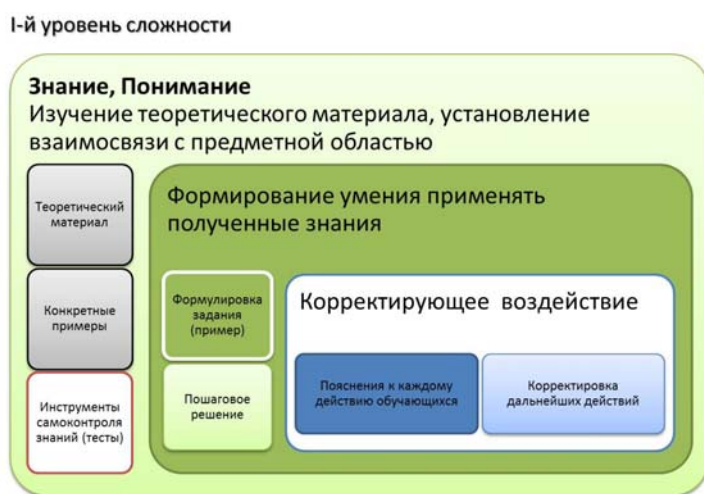 I-й уровень сложности
Знание, Понимание
Изучение теоретического материала, установление
взаимосвязи с предметной областью
Теоретический
материал
Конкретные
примеры
Инструменты
самоконтроля
знаний (тесты)
Формирование умения применять
полученные знания
Формулировка
задания
(пример)
Пошаговое
решение
Корректирующее воздействие
Пояснения к каждому
действию обучающихся
Корректировка
дальнейших действий